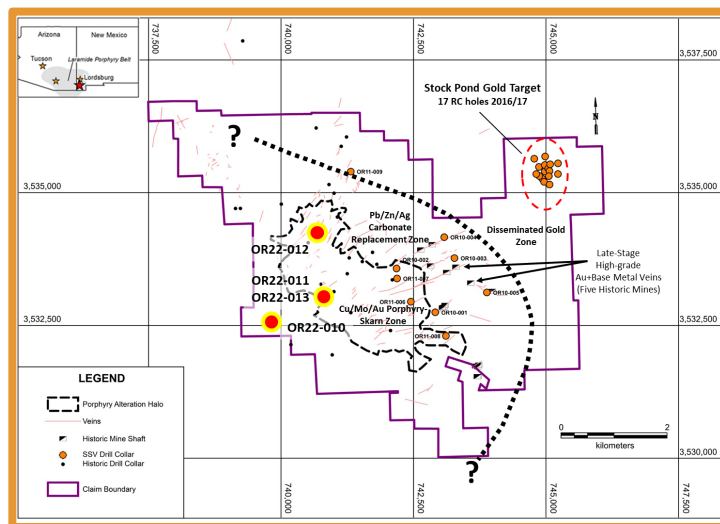 Arizona
New Mexico
Tucson
Laramide Porphyry Belt
Lordsburg
737,500
740,000
742,500
745,000
3,537,500
Stock Pond Gold Target
17 RC holes 2016/17
N
?
OR11-009
3,535,000
3,535,000
Pb/Zn/Ag
Carbonate
Replacement Zone
Disseminated Gold
Zone
OR10-004
OR22-012
OR10-002
OR10-003
Late-Stage
High-grade
Au+Base Metal Veins
(Five Historic Mines)
OR22-011
OR11-007
OR22-013
OR10-005
OR11-006
Cu/Mo/Au Porphyry-
Skarn Zone
OR10-001
OR22-010
3,532,500
3,532,500
OR11-008
LEGEND
Porphyry Alteration Halo
Veins
Historic Mine Shaft
SSV Drill Collar
Historic Drill Collar
Claim Boundary
0
2
kilometers
3,530,000
?
740,000
742,500
745,000
747,500